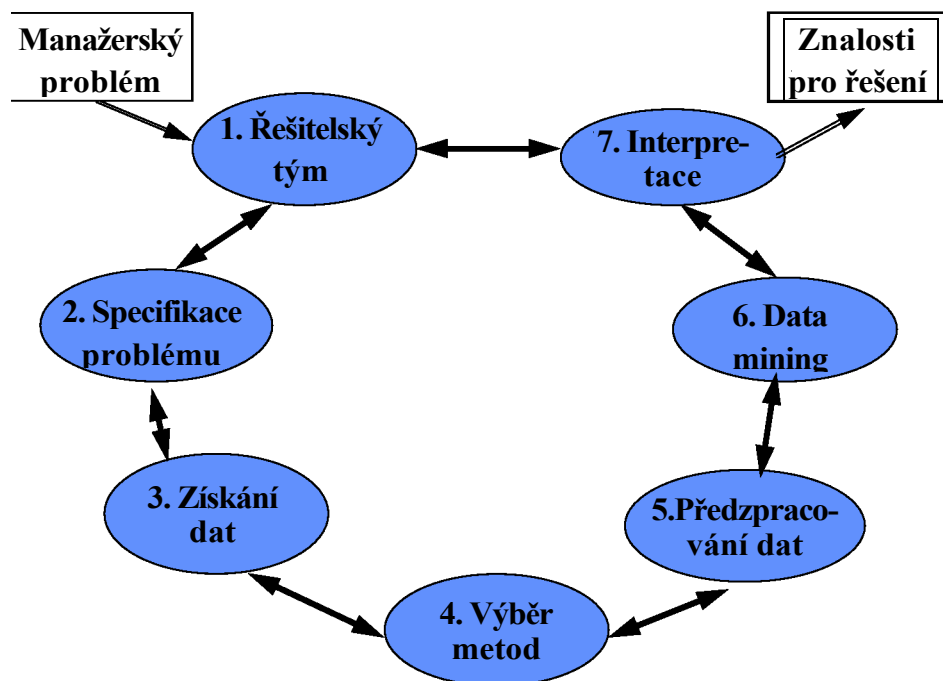 Manažerský
problém
Znalosti
pro řešení
1. Řešitelský
tým
7. Interpre-
tace
2. Specifikace
problému
6. Data
mining
3. Získání
dat
5.Předzpraco-
vání dat
4. Výběr
metod